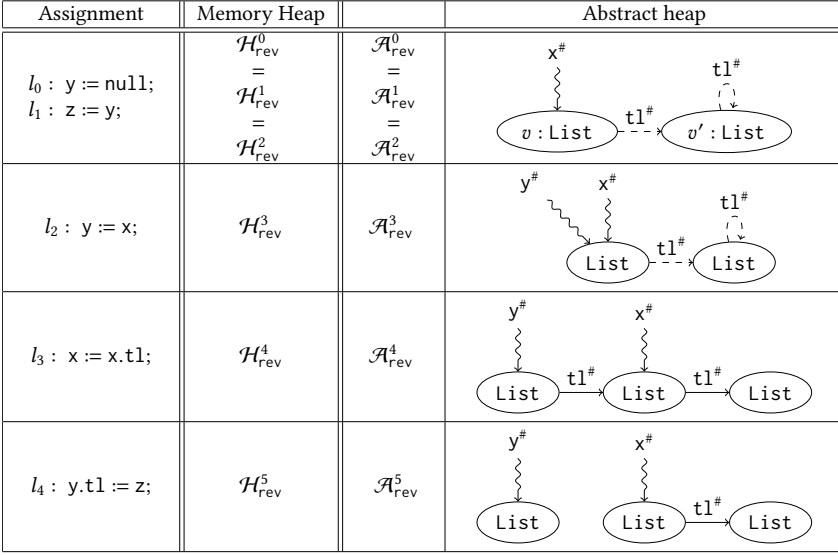 Assignment Memory Heap Abstract heap
l₀ : y := null;
l₁ : z := y;
ℋ⁰rev
=
ℋ¹rev
=
ℋ²rev
𝒜⁰rev
=
𝒜¹rev
=
𝒜²rev
x#
tl#
v : List tl# v′ : List
l₂ : y := x;
ℋ³rev
𝒜³rev
y# x#
tl#
List tl# List
l₃ : x := x.tl;
ℋ⁴rev
𝒜⁴rev
y# x#
List tl# List tl# List
l₄ : y.tl := z;
ℋ⁵rev
𝒜⁵rev
y# x#
List List tl# List